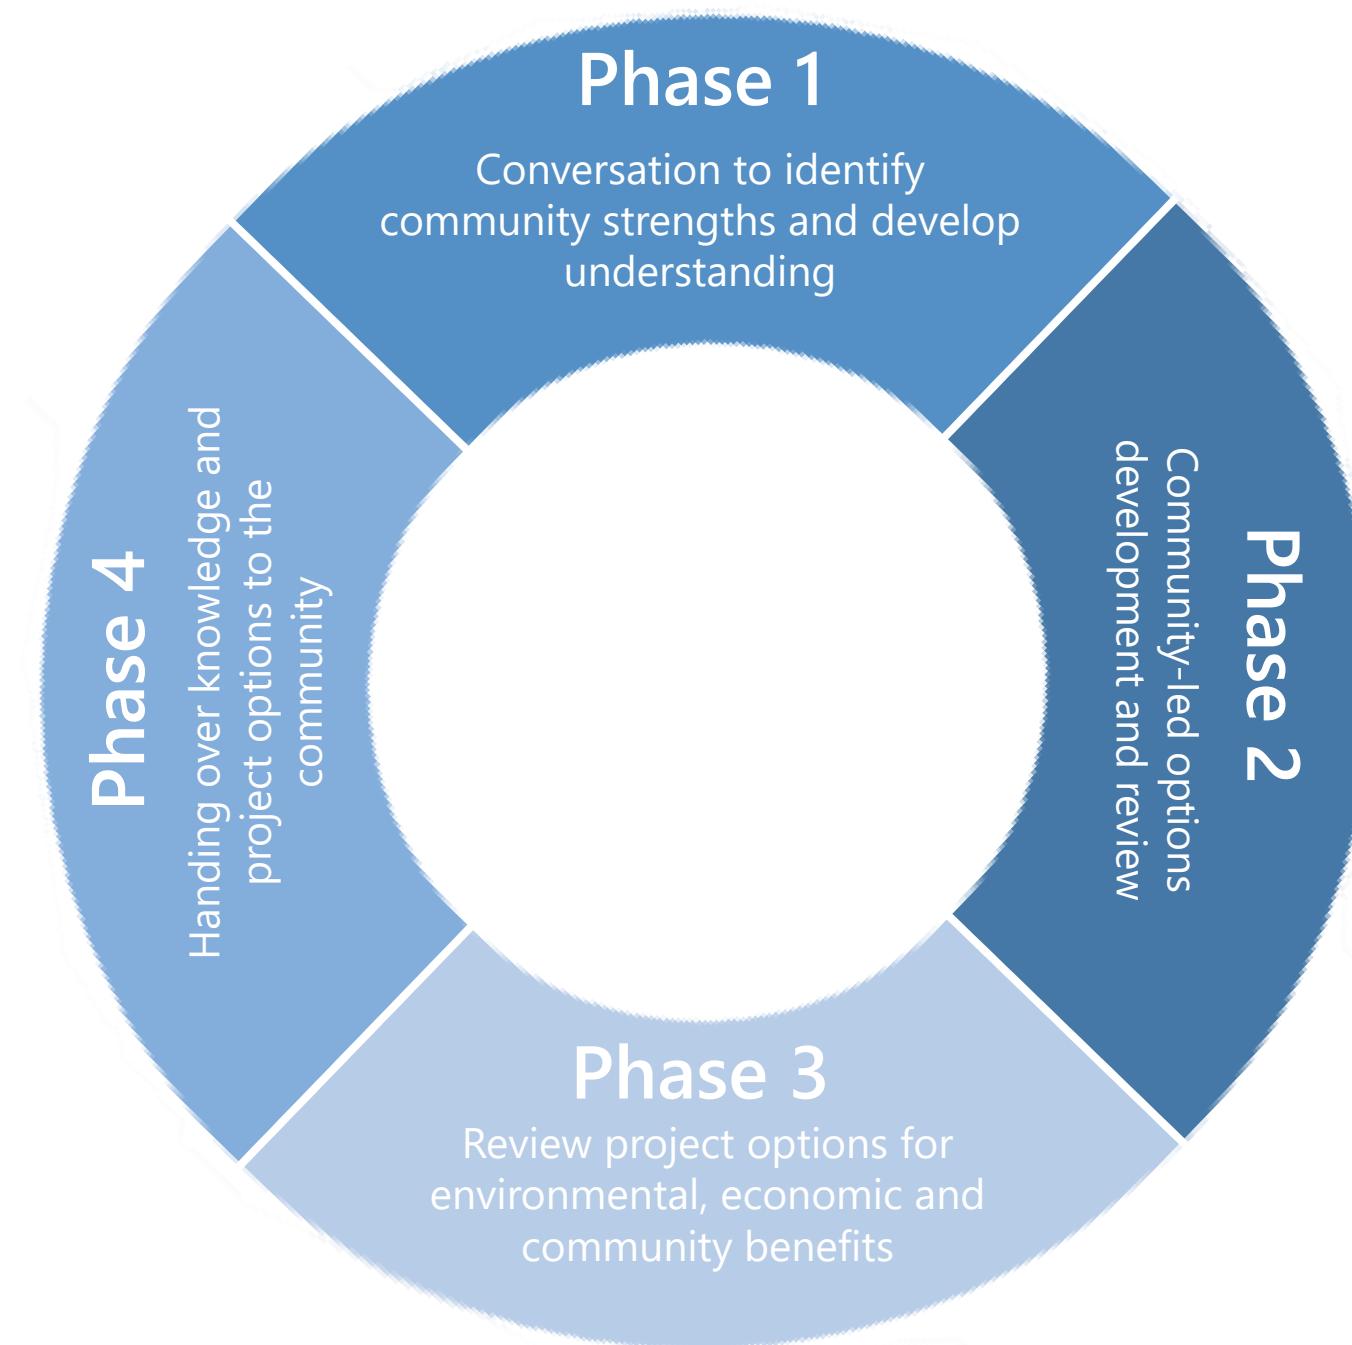 Phase 1
Conversation to identify
community strengths and develop
understanding
Phase 2
Community-led options
development and review
Phase 3
Review project options for
environmental, economic and
community benefits
Phase 4
Handing over knowledge and
project options to the
community